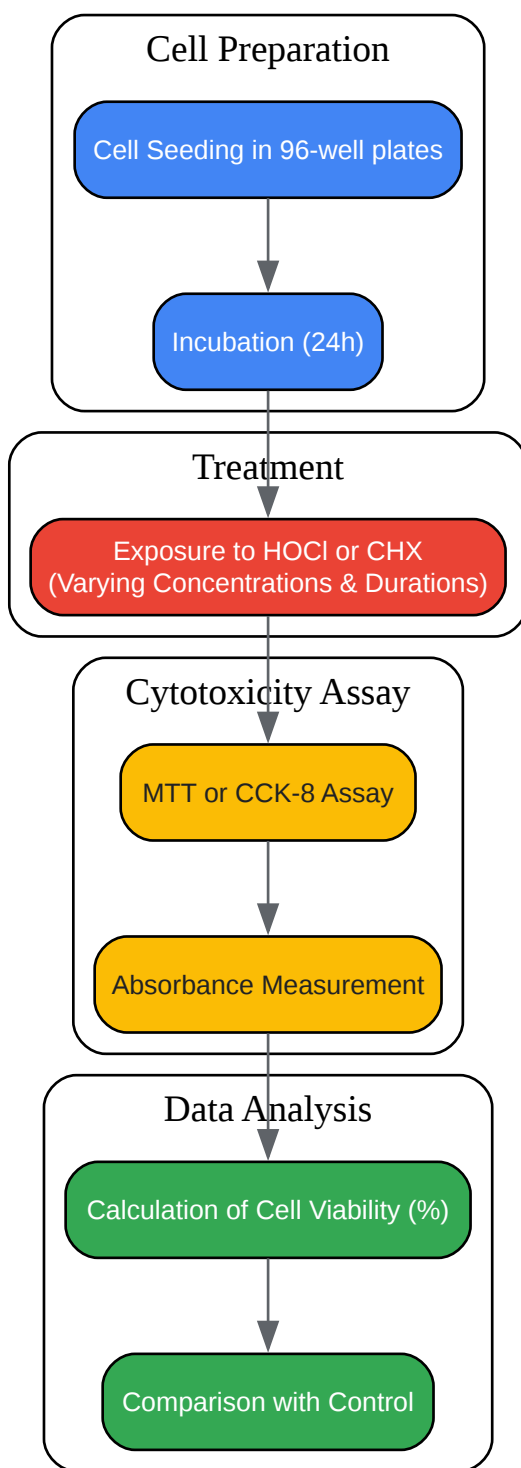 Cell Preparation
Cell Seeding in 96-well plates
Incubation (24h)
Treatment
Exposure to HOCl or CHX
(Varying Concentrations & Durations)
Cytotoxicity Assay
MTT or CCK-8 Assay
Absorbance Measurement
Data Analysis
Calculation of Cell Viability (%)
Comparison with Control